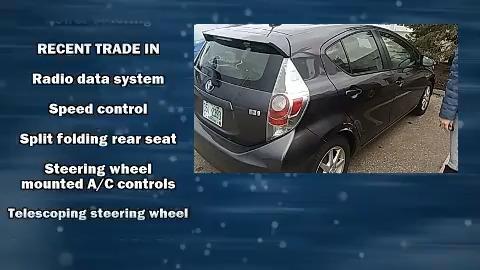 RECENT TRADE IN
Radio data system
Speed control
Split folding rear seat
Steering wheel
mounted A/C controls
Telescoping steering wheel